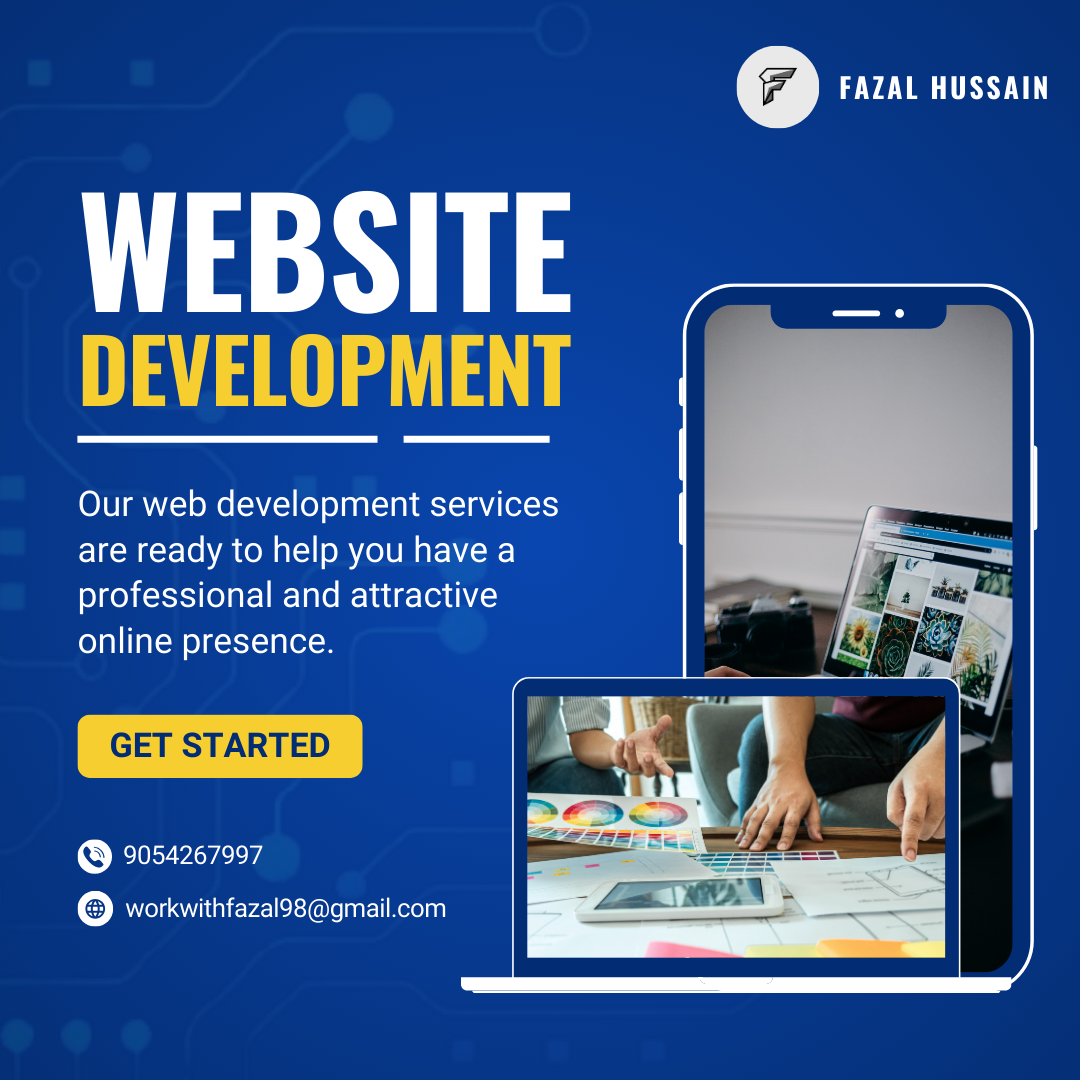 FAZAL HUSSAIN
WEBSITE
DEVELOPMENT
Our web development services
are ready to help you have a
professional and attractive
online presence.
GET STARTED
9054267997
workwithfazal98@gmail.com